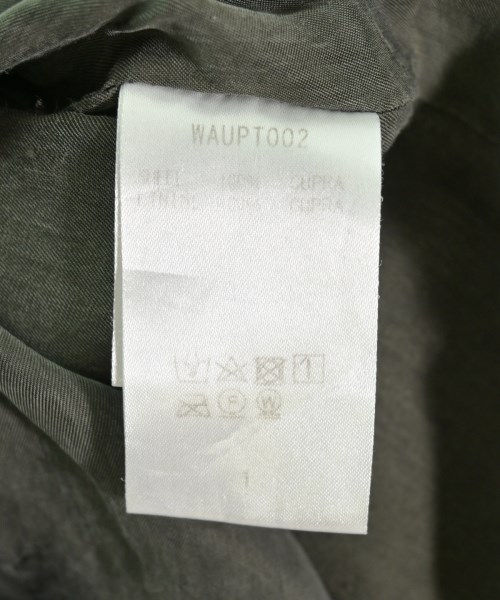 WAUPT002
SHELL 100% CUPRA
LINING 100% CUPRA
F W
1